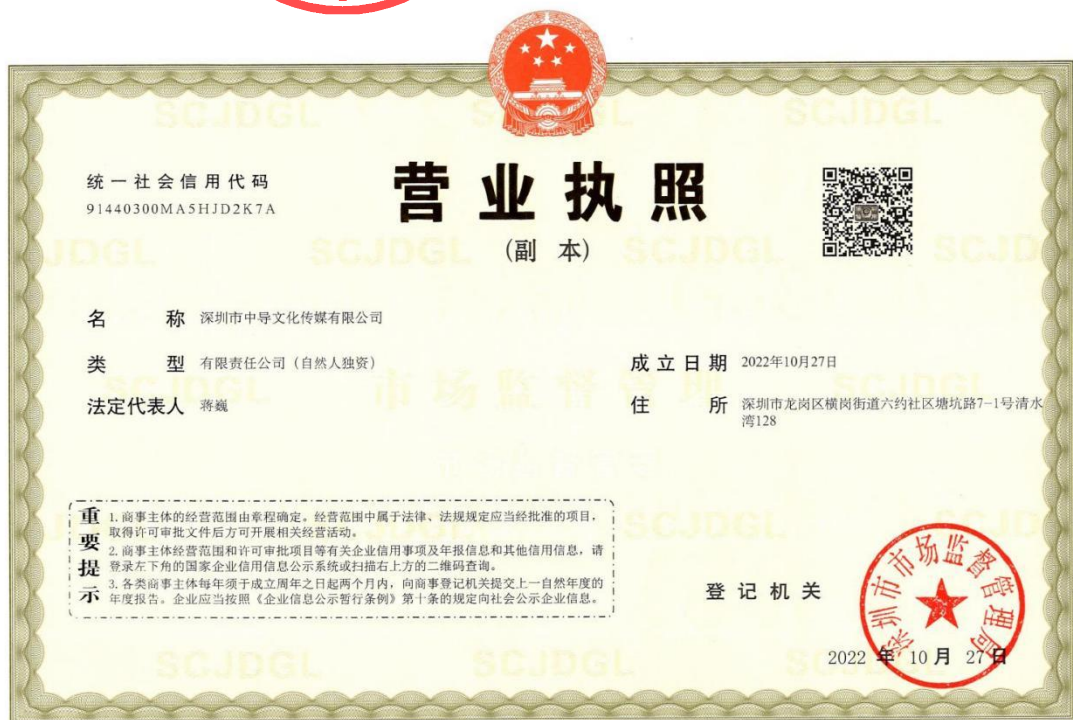 统一社会信用代码
91440300MA5HJD2K7A
营业执照
(副 本)
名 称 深圳市中导文化传媒有限公司
类 型 有限责任公司（自然人独资）
成立日期 2022年10月27日
法定代表人 蒋巍
住 所 深圳市龙岗区横岗街道六约社区塘坑路7-1号清水
湾128
重要提示
1.商事主体的经营范围由章程确定。经营范围中属于法律、法规规定应当经批准的项目，
取得许可审批文件后方可开展相关经营活动。
2.商事主体经营范围和许可审批项目等有关企业信用事项及年报信息和其他信用信息，请
登录左下角的国家企业信用信息公示系统或扫描右上方的二维码查询。
3.各类商事主体每年须于成立周年之日起两个月内，向商事登记机关提交上一自然年度的
年度报告。企业应当按照《企业信息公示暂行条例》第十条的规定向社会公示企业信息。
登记机关
深圳市市场监督管理局
2022 年 10 月 27 日
SCJDGL
市场监督管理